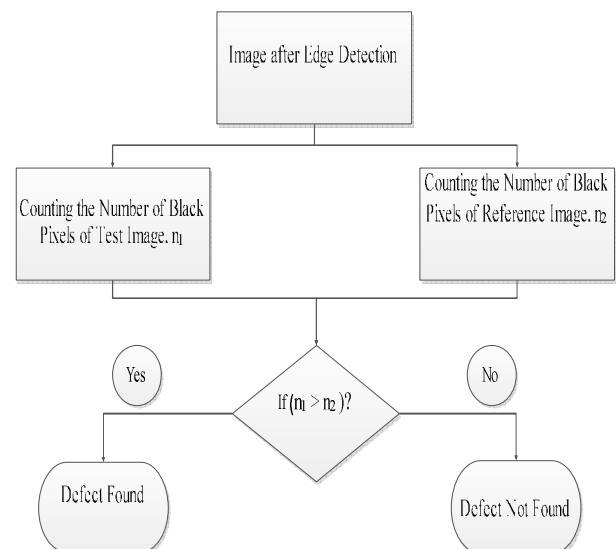 Image after Edge Detection
Counting the Number of Black
Pixels of Test Image, n₁
Counting the Number of Black
Pixels of Reference Image, n₂
If (n₁ > n₂ )?
Yes
No
Defect Found
Defect Not Found